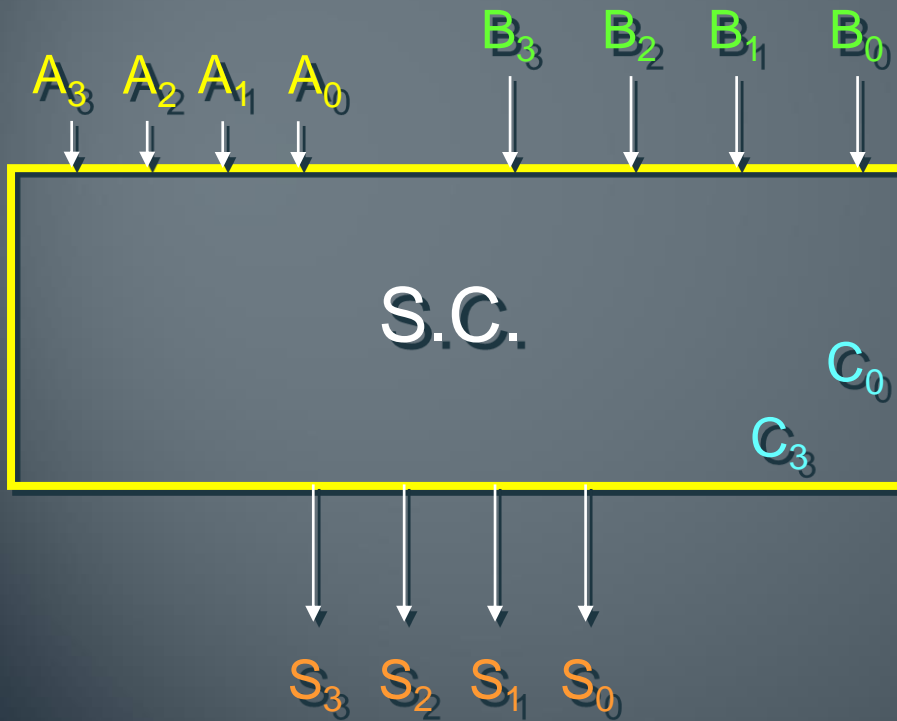 B₃ B₂ B₁ B₀
A₃ A₂ A₁ A₀
S.C.
C₀
C₃
S₃ S₂ S₁ S₀